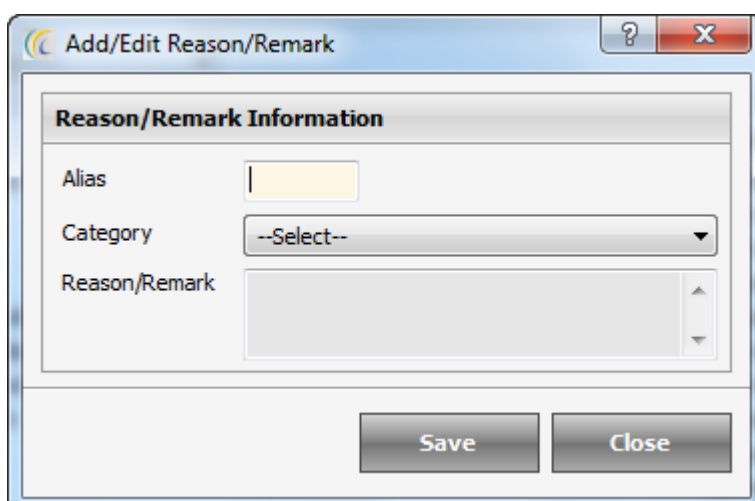 Add/Edit Reason/Remark
?
X
Reason/Remark Information
Alias
Category
--Select--
Reason/Remark
Save
Close